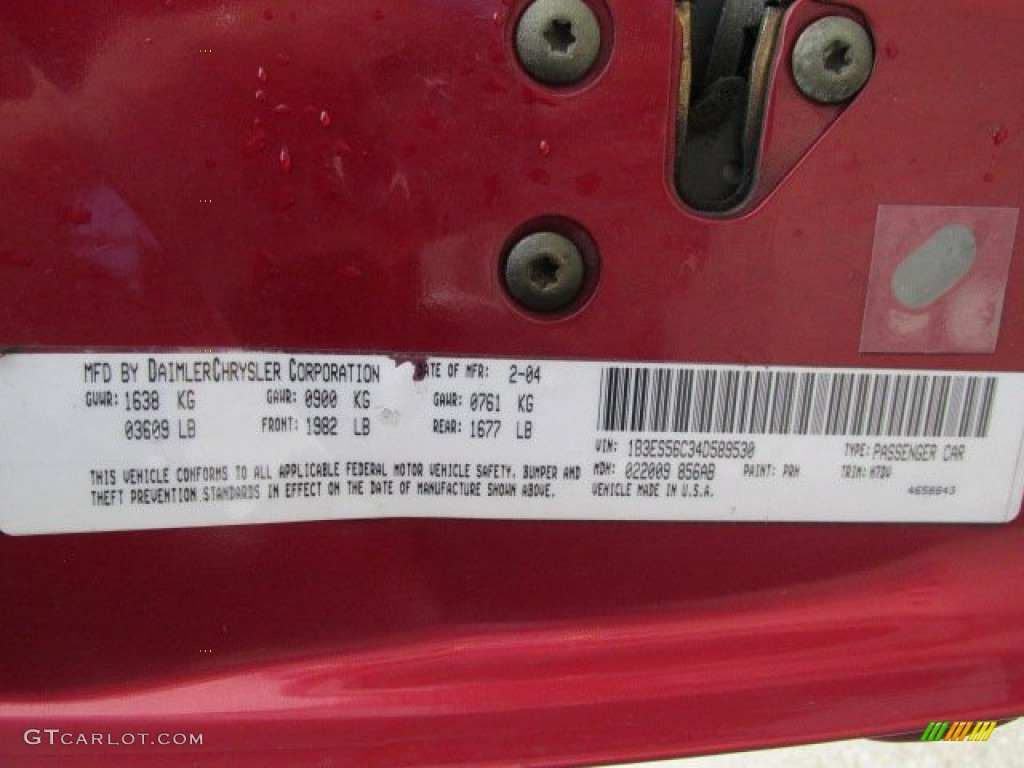 MFD BY DAIMLERCHRYSLER CORPORATION DATE OF MFR: 2-04
GVWR: 1638 KG GAWR: 0900 KG GAWR: 0761 KG
03609 LB FRONT: 1982 LB REAR: 1677 LB
VIN: 1B3ES56C34D589530 TYPE: PASSENGER CAR
THIS VEHICLE CONFORMS TO ALL APPLICABLE FEDERAL MOTOR VEHICLE SAFETY. BUMPER AND MDH: 022009 856AB PAINT: PRH TRIM: H7DV
THEFT PREVENTION STANDARDS IN EFFECT ON THE DATE OF MANUFACTURE SHOWN ABOVE. VEHICLE MADE IN U.S.A. 4658643
GTCARLOT.COM